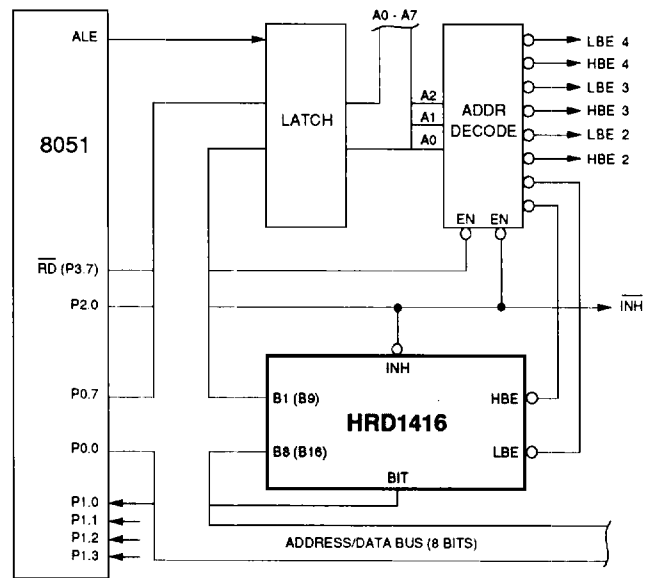 ALE
A0 - A7
LBE 4
HBE 4
LBE 3
HBE 3
LBE 2
HBE 2
8051
LATCH
A2
A1
A0
ADDR
DECODE
EN EN
RD (P3.7)
P2.0
INH
INH
P0.7
B1 (B9)
HBE
HRD1416
P0.0
B8 (B16)
LBE
BIT
P1.0
P1.1
P1.2
P1.3
ADDRESS/DATA BUS (8 BITS)